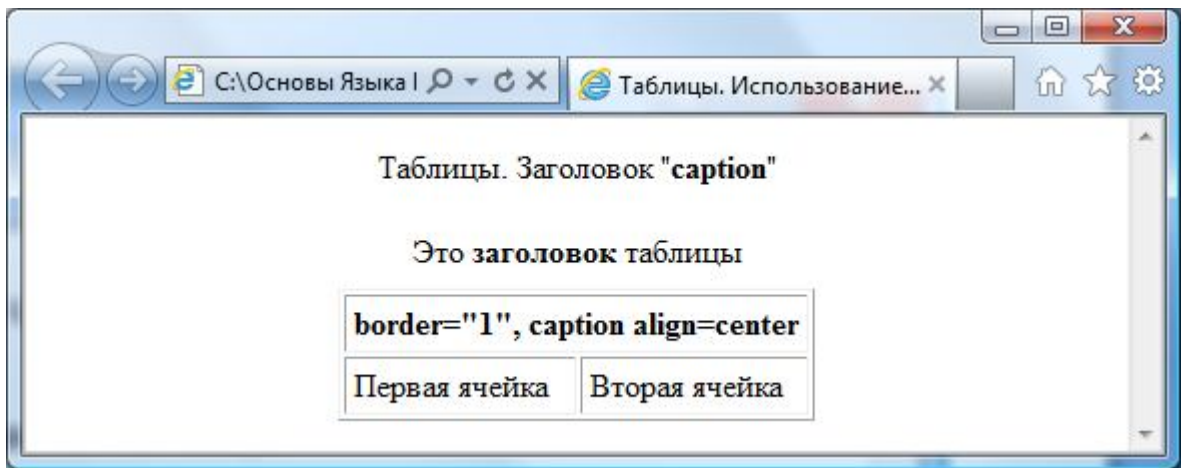 C:\Основы Языка
Таблицы. Использование...
Таблицы. Заголовок "caption"
Это заголовок таблицы
border="1", caption align=center
Первая ячейка Вторая ячейка